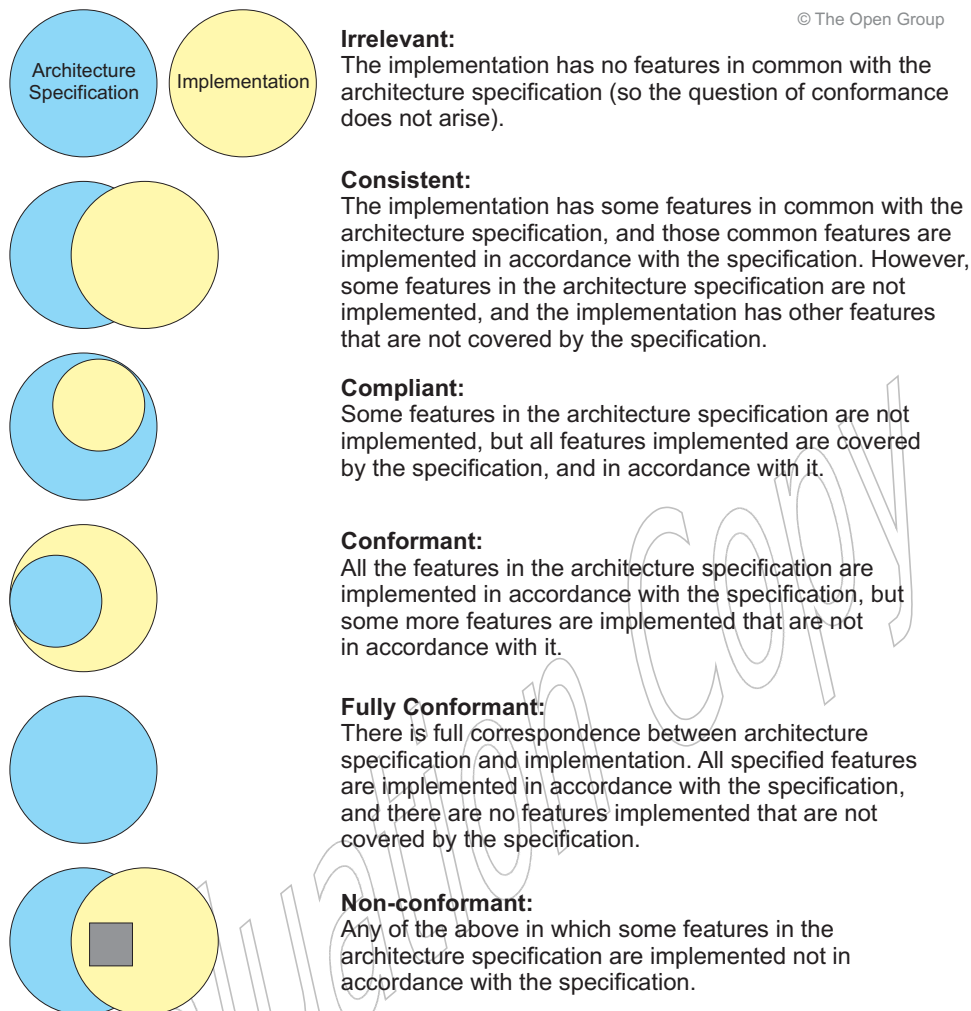 © The Open Group
Architecture
Specification
Implementation
Irrelevant:
The implementation has no features in common with the
architecture specification (so the question of conformance
does not arise).
Consistent:
The implementation has some features in common with the
architecture specification, and those common features are
implemented in accordance with the specification. However,
some features in the architecture specification are not
implemented, and the implementation has other features
that are not covered by the specification.
Compliant:
Some features in the architecture specification are not
implemented, but all features implemented are covered
by the specification, and in accordance with it.
Conformant:
All the features in the architecture specification are
implemented in accordance with the specification, but
some more features are implemented that are not
in accordance with it.
Fully Conformant:
There is full correspondence between architecture
specification and implementation. All specified features
are implemented in accordance with the specification,
and there are no features implemented that are not
covered by the specification.
Non-conformant:
Any of the above in which some features in the
architecture specification are implemented not in
accordance with the specification.
Copy